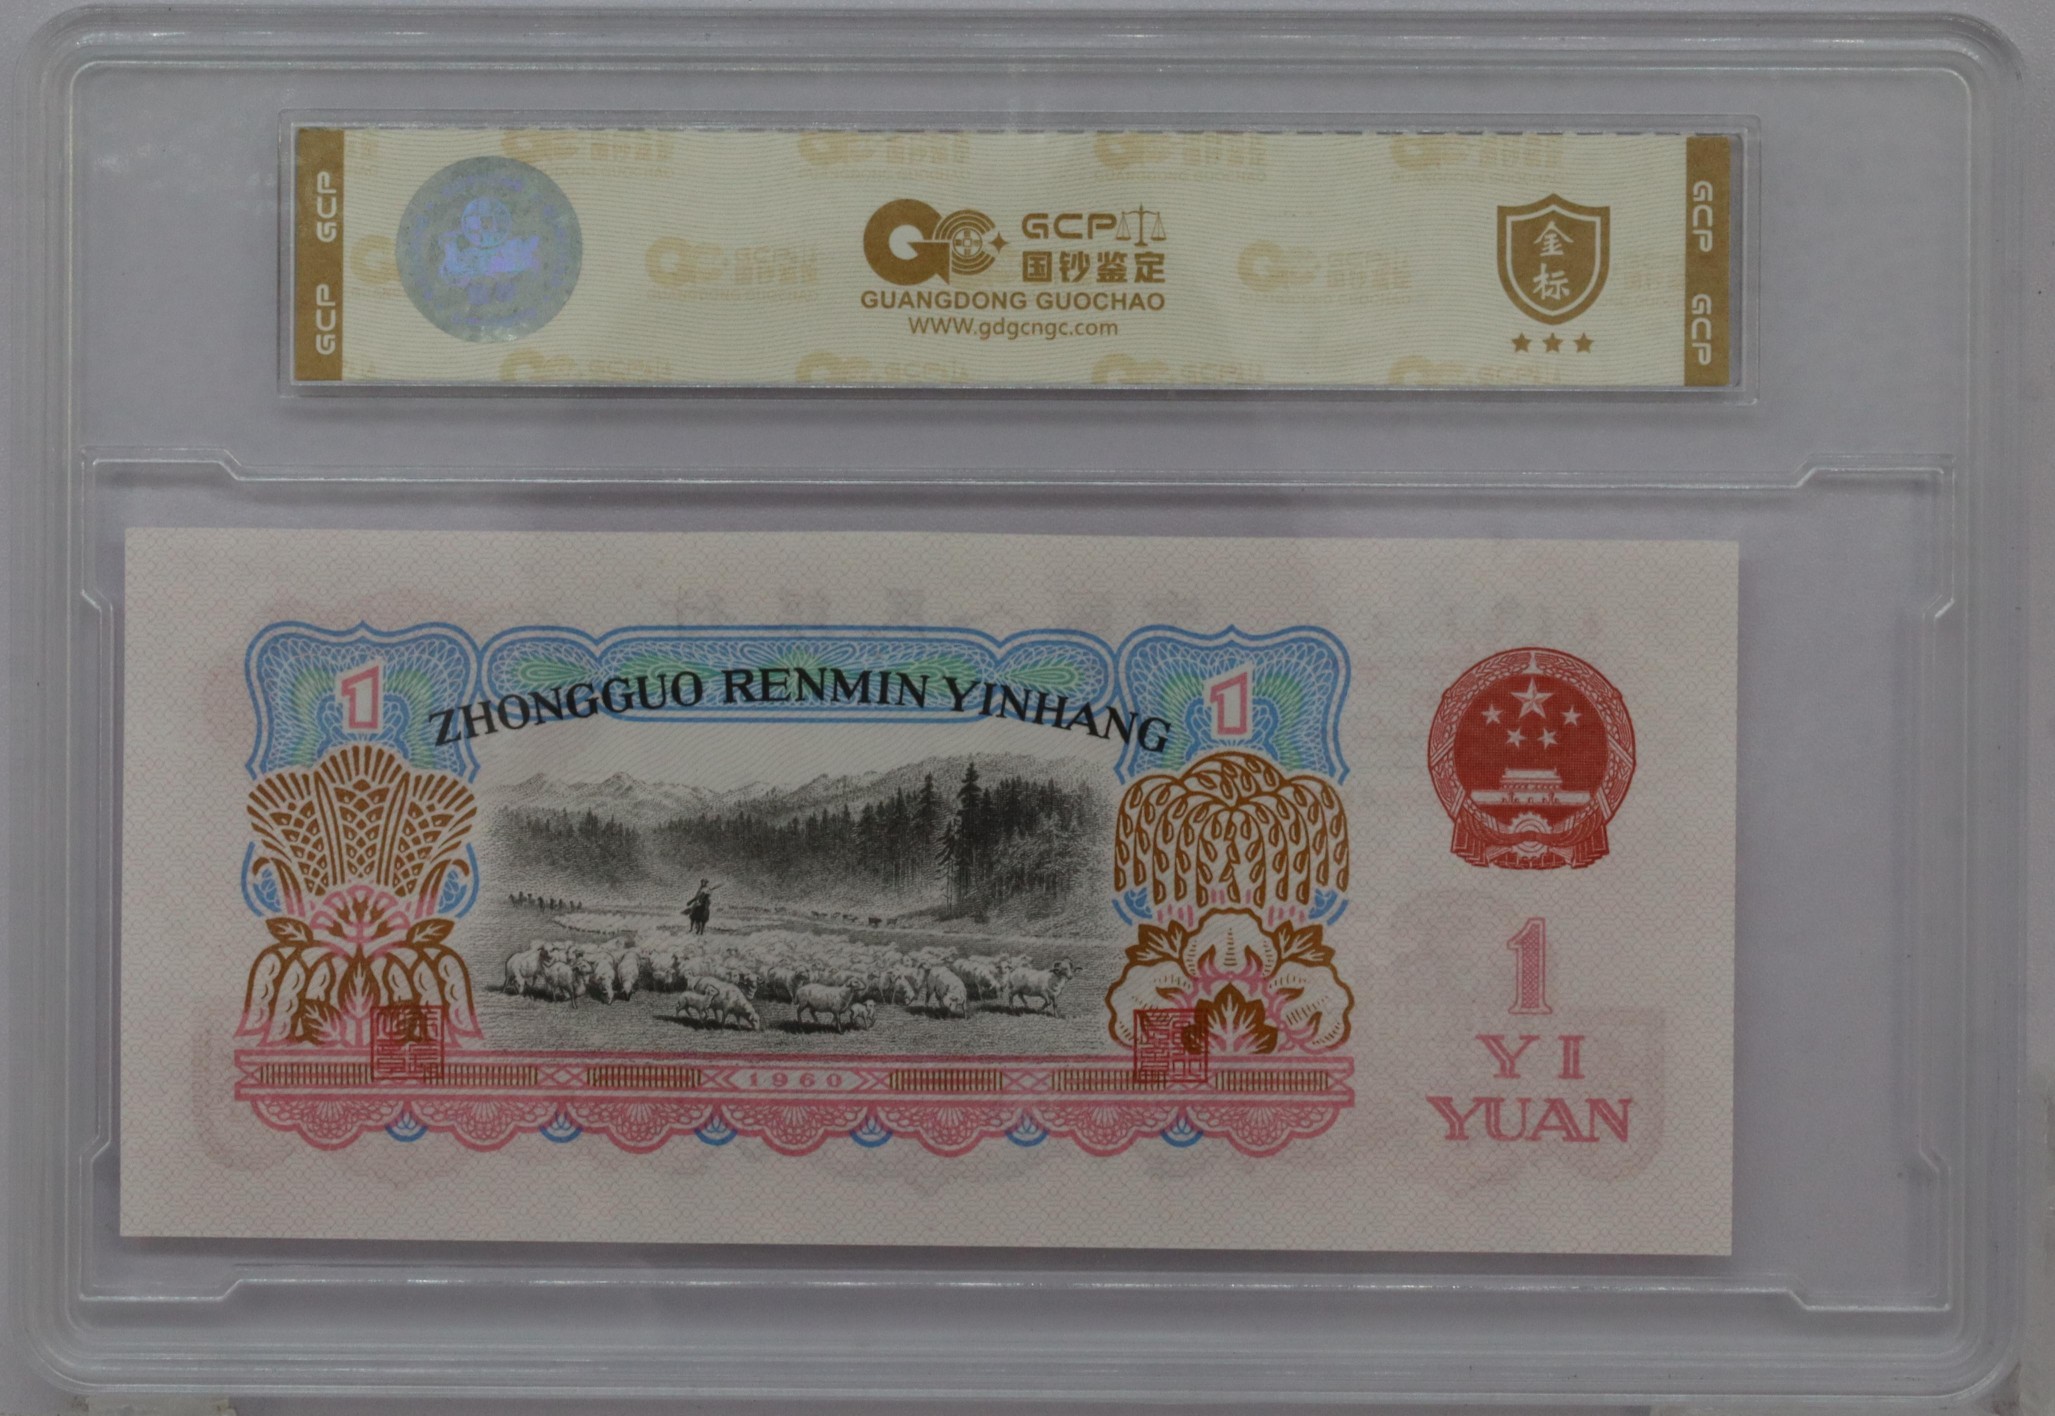 GCP GCP
GCP
国钞鉴定
GUANGDONG GUOCHAO
WWW.gdgcngc.com
金标
GCP GCP
1
ZHONGGUO RENMIN YINHANG
1
1960
1
YI
YUAN